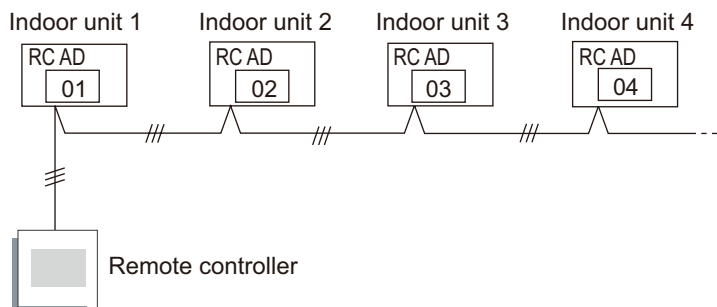 Indoor unit 1
Indoor unit 2
Indoor unit 3
Indoor unit 4
RC AD
RC AD
RC AD
RC AD
01
02
03
04
Remote controller